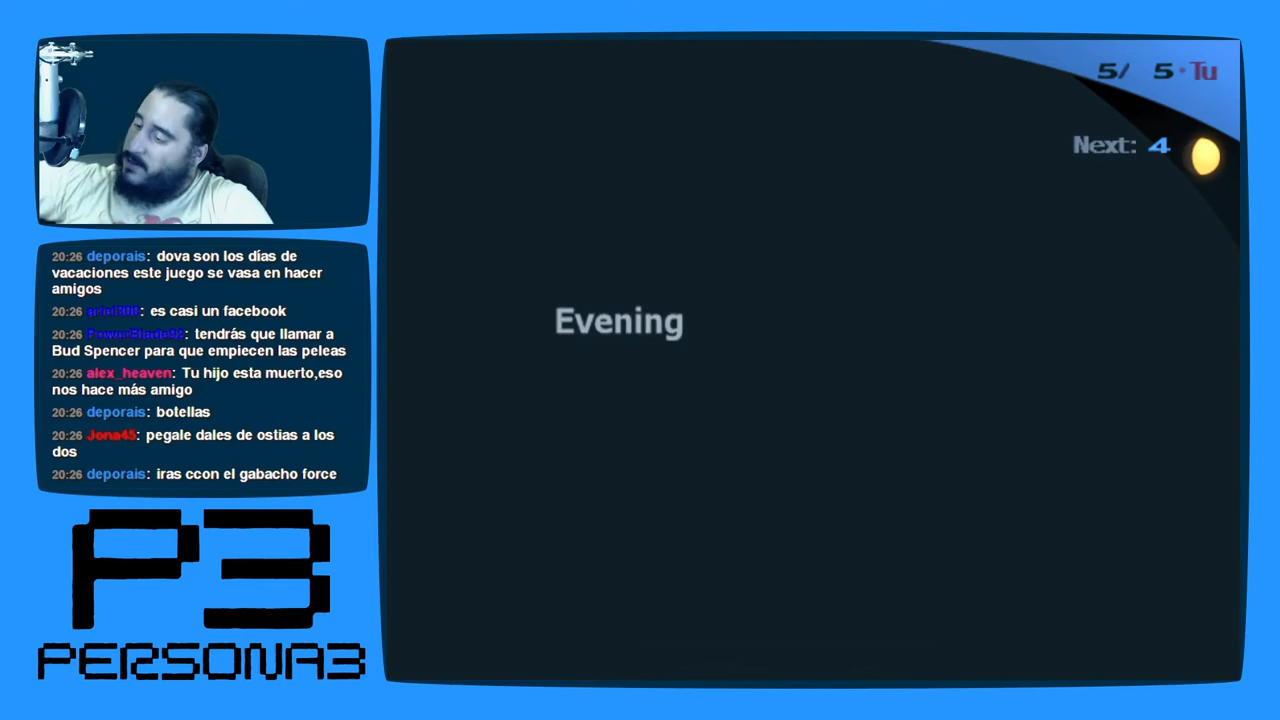 5/ 5·Tu
Next: 4
Evening
20:26 deporais: dova son los días de
vacaciones este juego se vasa en hacer
amigos
20:26 : es casi un facebook
20:26 PowerBlade92: tendrás que llamar a
Bud Spencer para que empiecen las peleas
20:26 alex_heaven: Tu hijo esta muerto,eso
nos hace más amigo
20:26 deporais: botellas
20:26 Jona45: pegale dales de ostias a los
dos
20:26 deporais: iras ccon el gabacho force
P3
PERSONA3